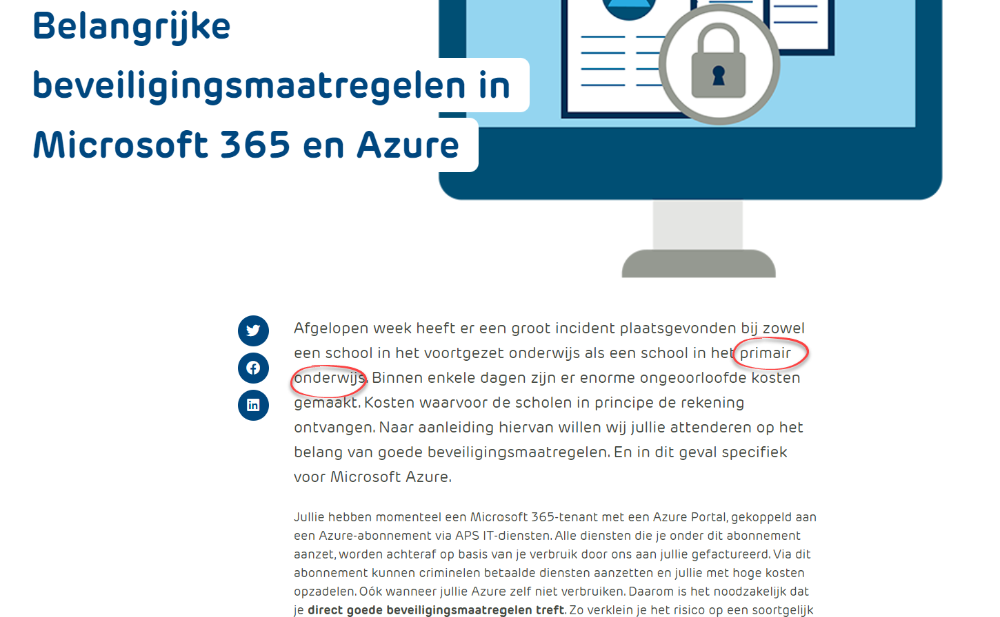 Belangrijke
beveiligingsmaatregelen in
Microsoft 365 en Azure
Afgelopen week heeft er een groot incident plaatsgevonden bij zowel
een school in het voortgezet onderwijs als een school in het primair
onderwijs. Binnen enkele dagen zijn er enorme ongeoorloofde kosten
gemaakt. Kosten waarvoor de scholen in principe de rekening
ontvangen. Naar aanleiding hiervan willen wij jullie attenderen op het
belang van goede beveiligingsmaatregelen. En in dit geval specifiek
voor Microsoft Azure.
Jullie hebben momenteel een Microsoft 365-tenant met een Azure Portal, gekoppeld aan
een Azure-abonnement via APS IT-diensten. Alle diensten die je onder dit abonnement
aanzet, worden achteraf op basis van je verbruik door ons aan jullie gefactureerd. Via dit
abonnement kunnen criminelen betaalde diensten aanzetten en jullie met hoge kosten
opzadelen. Oók wanneer jullie Azure zelf niet verbruiken. Daarom is het noodzakelijk dat
je direct goede beveiligingsmaatregelen treft. Zo verklein je het risico op een soortgelijk